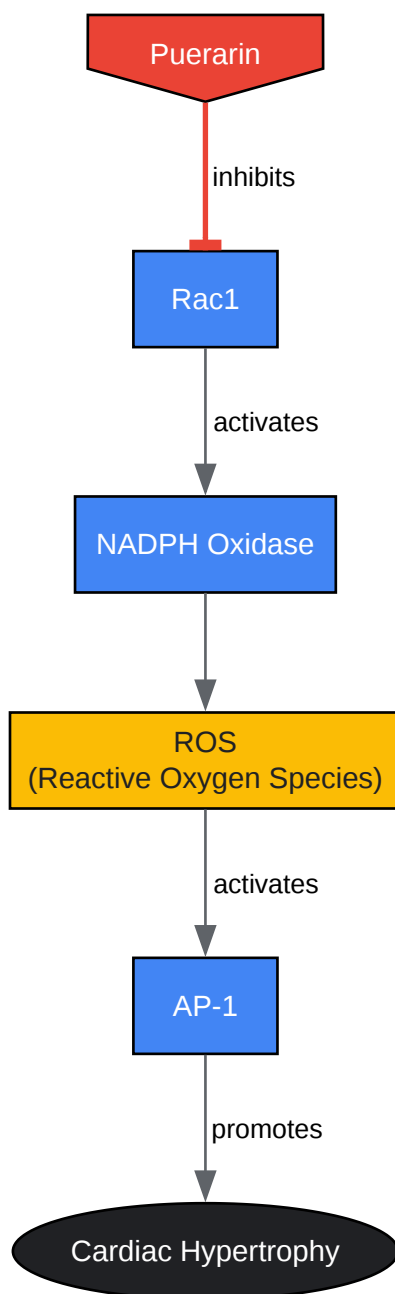 Puerarin
inhibits
Rac1
activates
NADPH Oxidase
ROS
(Reactive Oxygen Species)
activates
AP-1
promotes
Cardiac Hypertrophy